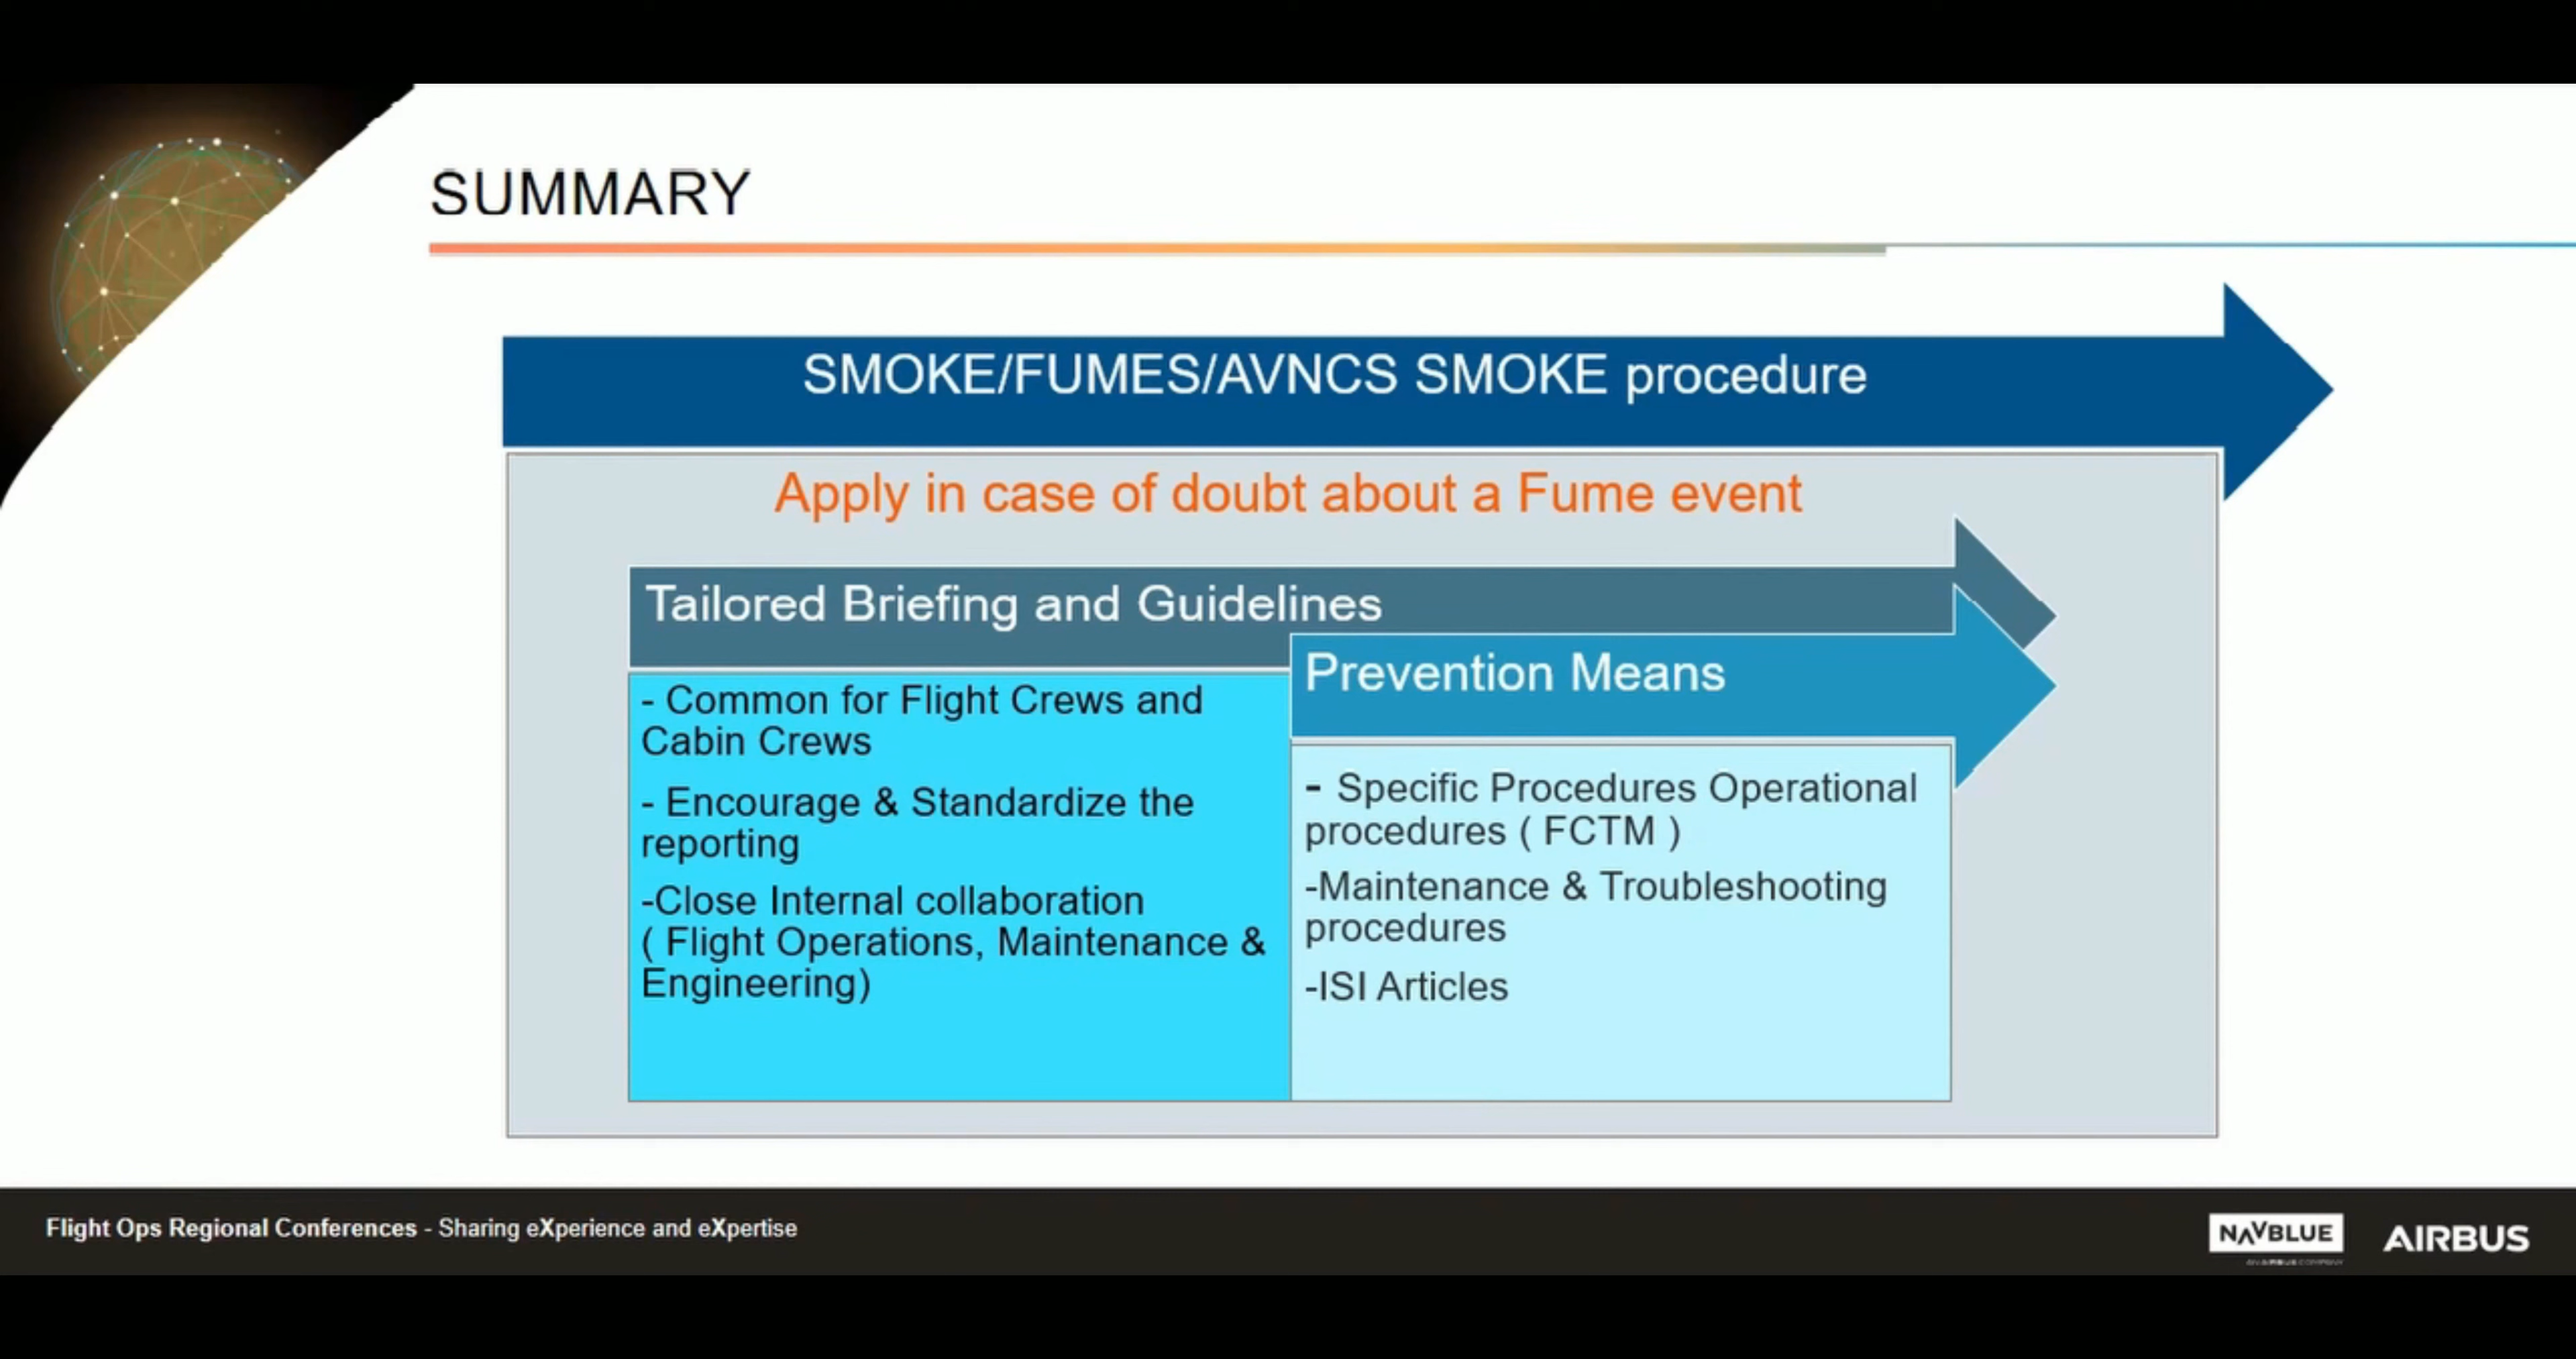 SUMMARY
SMOKE/FUMES/AVNCS SMOKE procedure
Apply in case of doubt about a Fume event
Tailored Briefing and Guidelines
- Common for Flight Crews and
Cabin Crews
- Encourage & Standardize the
reporting
-Close Internal collaboration
( Flight Operations, Maintenance &
Engineering)
Prevention Means
- Specific Procedures Operational
procedures ( FCTM )
-Maintenance & Troubleshooting
procedures
-ISI Articles
Flight Ops Regional Conferences - Sharing eXperience and eXpertise
NAVBLUE
AN AIRBUS COMPANY
AIRBUS